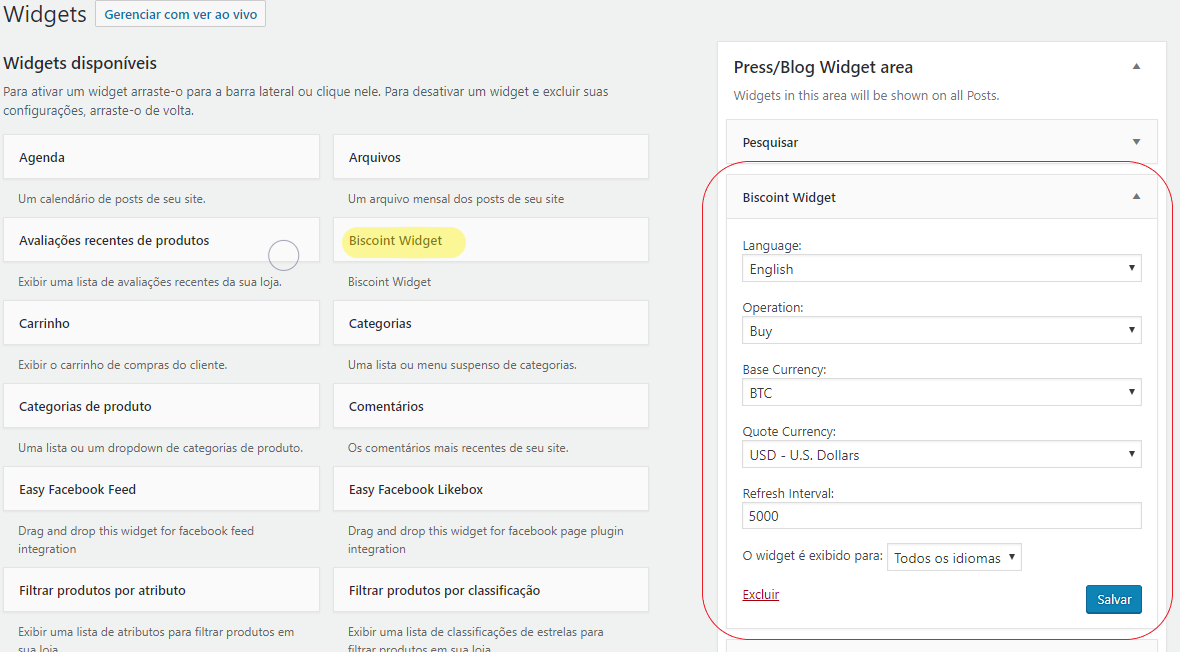 Widgets
Gerenciar com ver ao vivo
Widgets disponíveis
Para ativar um widget arraste-o para a barra lateral ou clique nele. Para desativar um widget e excluir suas
configurações, arraste-o de volta.
Agenda
Um calendário de posts de seu site.
Arquivos
Um arquivo mensal dos posts de seu site
Avaliações recentes de produtos
Exibir uma lista de avaliações recentes da sua loja.
Biscoint Widget
Biscoint Widget
Carrinho
Exibir o carrinho de compras do cliente.
Categorias
Uma lista ou menu suspenso de categorias.
Categorias de produto
Uma lista ou um dropdown de categorias de produto.
Comentários
Os comentários mais recentes de seu site.
Easy Facebook Feed
Drag and drop this widget for facebook feed
integration
Easy Facebook Likebox
Drag and drop this widget for facebook page plugin
integration
Filtrar produtos por atributo
Exibir uma lista de atributos para filtrar produtos em
sua loja.
Filtrar produtos por classificação
Exibir uma lista de classificações de estrelas para
filtrar produtos em sua loja.
Press/Blog Widget area
Widgets in this area will be shown on all Posts.
Pesquisar
Biscoint Widget
Language:
English
Operation:
Buy
Base Currency:
BTC
Quote Currency:
USD - U.S. Dollars
Refresh Interval:
5000
O widget é exibido para:
Todos os idiomas
Excluir
Salvar